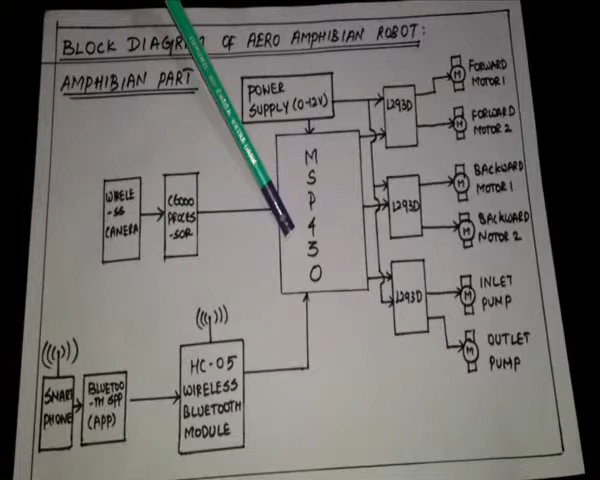 BLOCK DIAGRAM OF AERO AMPHIBIAN ROBOT:
AMPHIBIAN PART
POWER
SUPPLY (0-12V)
M
S
P
4
3
0
L293D
L293D
L293D
M
FORWARD
MOTOR 1
M
FORWARD
MOTOR 2
M
BACKWARD
MOTOR 1
M
BACKWARD
MOTOR 2
M
INLET
PUMP
M
OUTLET
PUMP
WIRELE
-SS
CAMERA
C6000
PROCES
-SOR
HC-05
WIRELESS
BLUETOOTH
MODULE
SMART
PHONE
BLUETOO
-TH SPP
(APP)